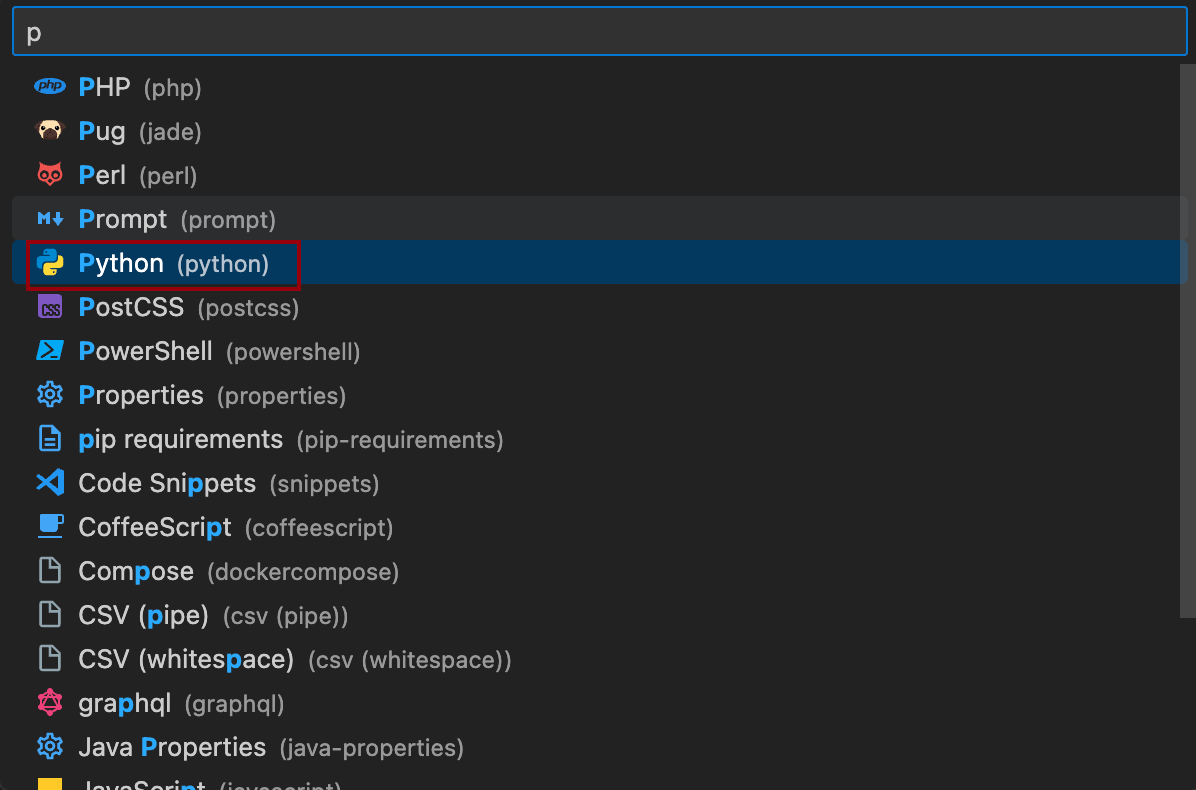 p
php PHP (php)
Pug (jade)
Perl (perl)
M Prompt (prompt)
Python (python)
CSS PostCSS (postcss)
PowerShell (powershell)
Properties (properties)
pip requirements (pip-requirements)
Code Snippets (snippets)
CoffeeScript (coffeescript)
Compose (dockercompose)
CSV (pipe) (csv (pipe))
CSV (whitespace) (csv (whitespace))
graphql (graphql)
Java Properties (java-properties)
JavaScript (javascript)